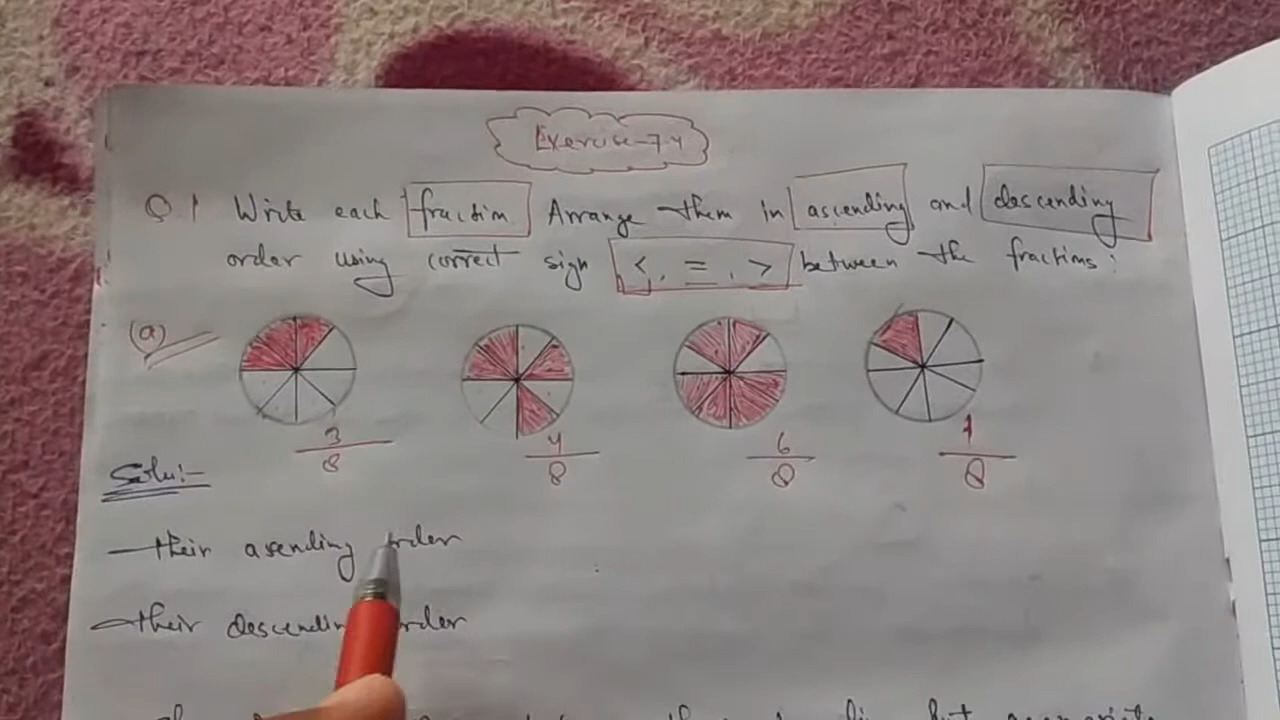 Exercise-7.4
Q.1 Write each fraction. Arrange them in ascending and descending
order using correct sign <, =, > between the fractions:
(a)
3/8 4/8 6/8 1/8
Solu:-
their asending order
their descending order